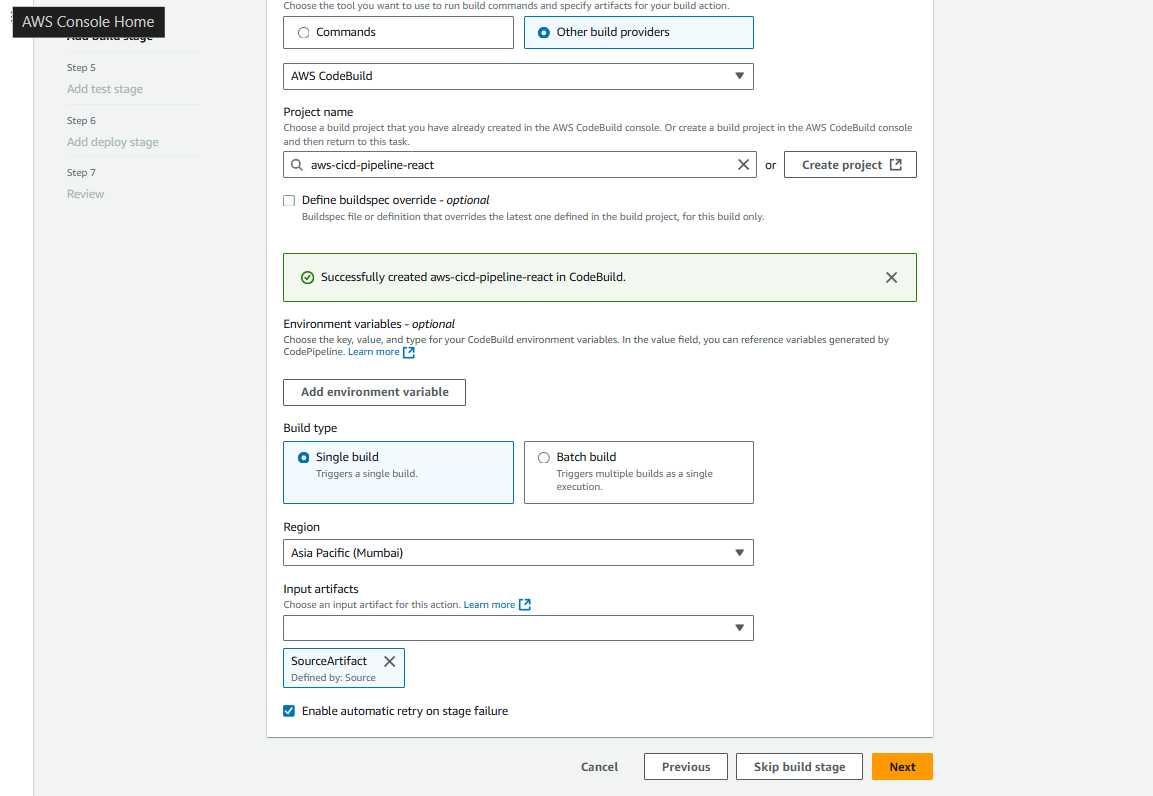 Choose the tool you want to use to run build commands and specify artifacts for your build action.
AWS Console Home
Commands
Other build providers
Add build stage
Step 5
Add test stage
Step 6
Add deploy stage
Step 7
Review
AWS CodeBuild
Project name
Choose a build project that you have already created in the AWS CodeBuild console. Or create a build project in the AWS CodeBuild console
and then return to this task.
aws-cicd-pipeline-react
or
Create project
Define buildspec override - optional
Buildspec file or definition that overrides the latest one defined in the build project, for this build only.
Successfully created aws-cicd-pipeline-react in CodeBuild.
Environment variables - optional
Choose the key, value, and type for your CodeBuild environment variables. In the value field, you can reference variables generated by
CodePipeline. Learn more
Add environment variable
Build type
Single build
Triggers a single build.
Batch build
Triggers multiple builds as a single
execution.
Region
Asia Pacific (Mumbai)
Input artifacts
Choose an input artifact for this action. Learn more
SourceArtifact
Defined by: Source
Enable automatic retry on stage failure
Cancel
Previous
Skip build stage
Next